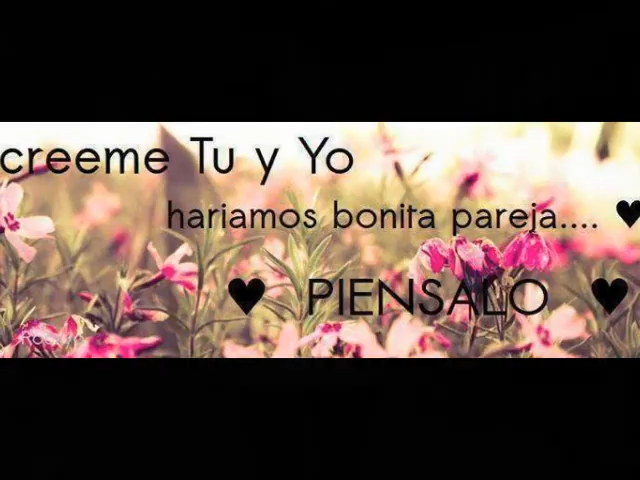 creeme Tu y Yo
hariamos bonita pareja.... ♥
♥ PIENSALO ♥